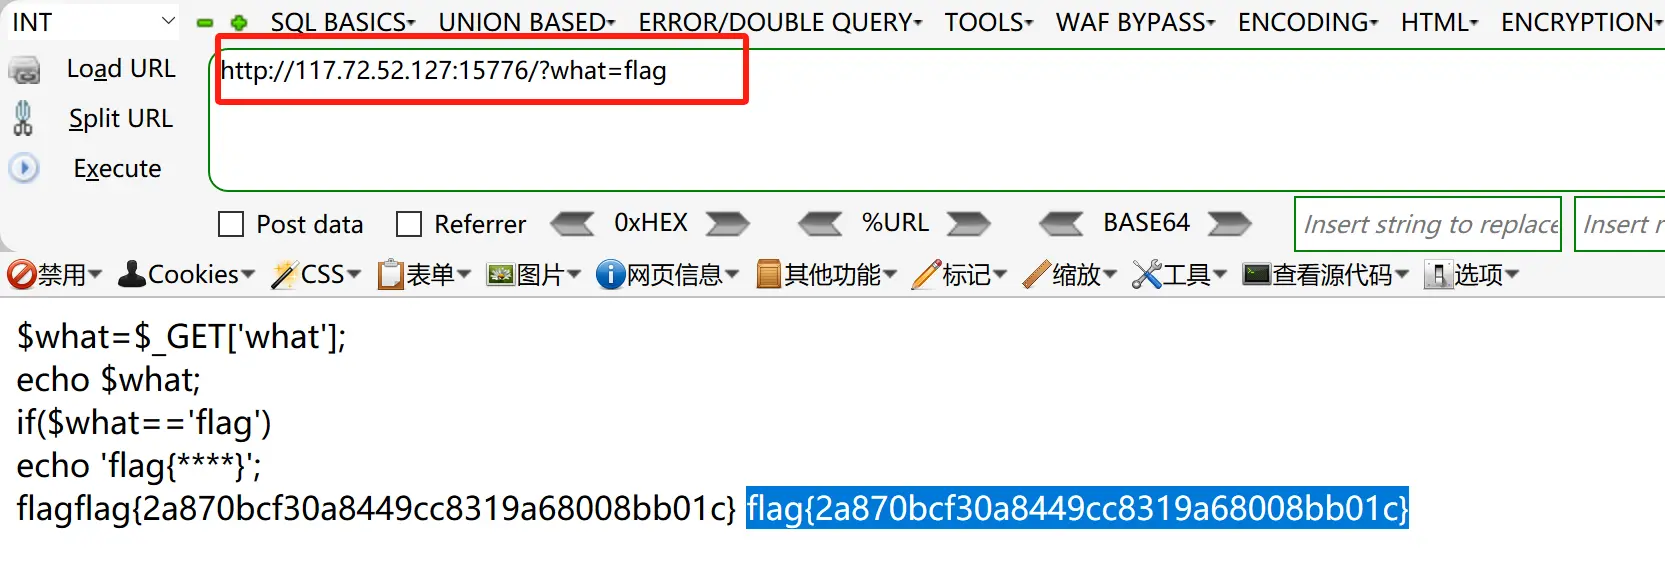 INT SQL BASICS UNION BASED ERROR/DOUBLE QUERY TOOLS WAF BYPASS ENCODING HTML ENCRYPTION
Load URL http://117.72.52.127:15776/?what=flag
Split URL
Execute
Post data Referrer 0xHEX %URL BASE64 Insert string to replace Insert r
禁用 Cookies CSS 表单 图片 网页信息 其他功能 标记 缩放 工具 查看源代码 选项
$what=$_GET['what'];
echo $what;
if($what=='flag')
echo 'flag{****}';
flagflag{2a870bcf30a8449cc8319a68008bb01c} flag{2a870bcf30a8449cc8319a68008bb01c}